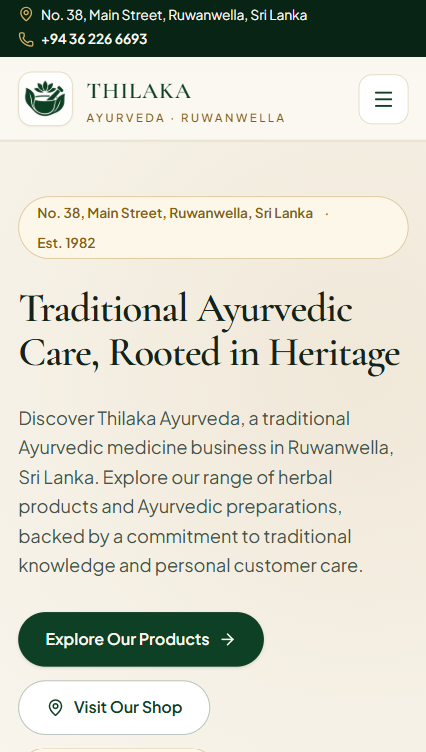 No. 38, Main Street, Ruwanwella, Sri Lanka
+94 36 226 6693
THILAKA
AYURVEDA · RUWANWELLA
No. 38, Main Street, Ruwanwella, Sri Lanka ·
Est. 1982
Traditional Ayurvedic
Care, Rooted in Heritage
Discover Thilaka Ayurveda, a traditional
Ayurvedic medicine business in Ruwanwella,
Sri Lanka. Explore our range of herbal
products and Ayurvedic preparations,
backed by a commitment to traditional
knowledge and personal customer care.
Explore Our Products →
Visit Our Shop